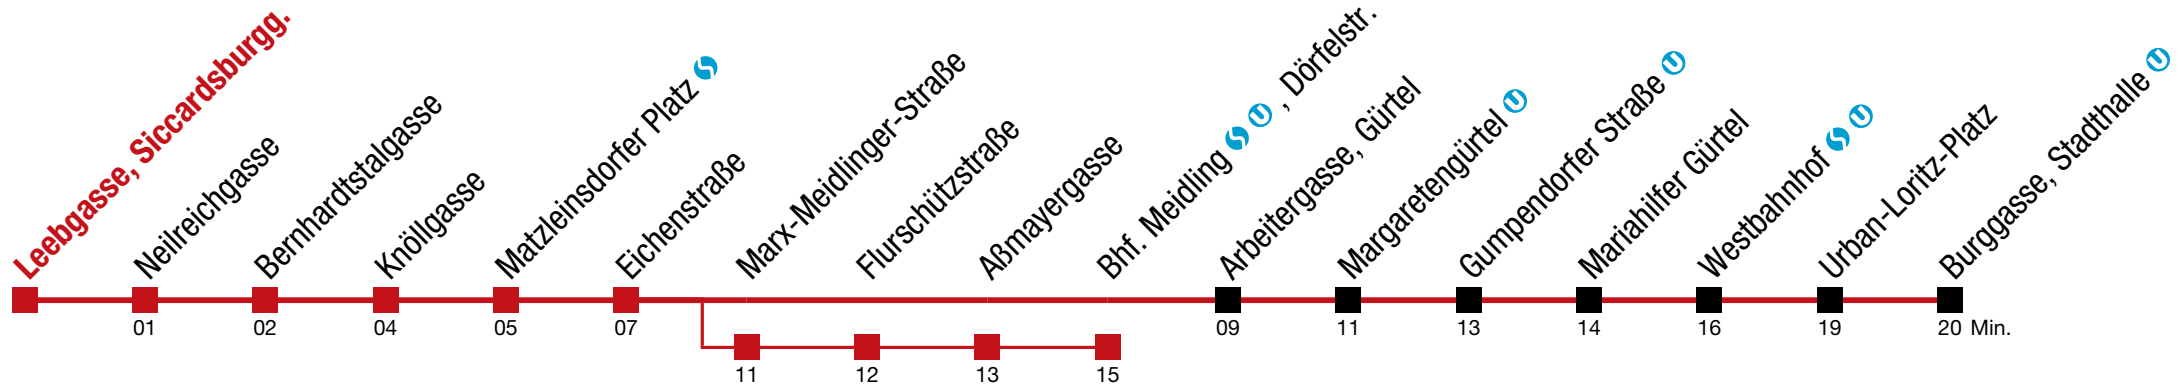 Leebgasse, Siccardsburgg.
Neilreichgasse
Bernhardtstalgasse
Knöllgasse
Matzleinsdorfer Platz
Eichenstraße
Marx-Meidlinger-Straße
Flurschützstraße
Aßmayergasse
Bhf. Meidling , Dörfelstr.
Arbeitergasse, Gürtel
Margaretengürtel
Gumpendorfer Straße
Mariahilfer Gürtel
Westbahnhof
Urban-Loritz-Platz
Burggasse, Stadthalle
01 02 04 05 07 09 11 13 14 16 19 20 Min.
11 12 13 15